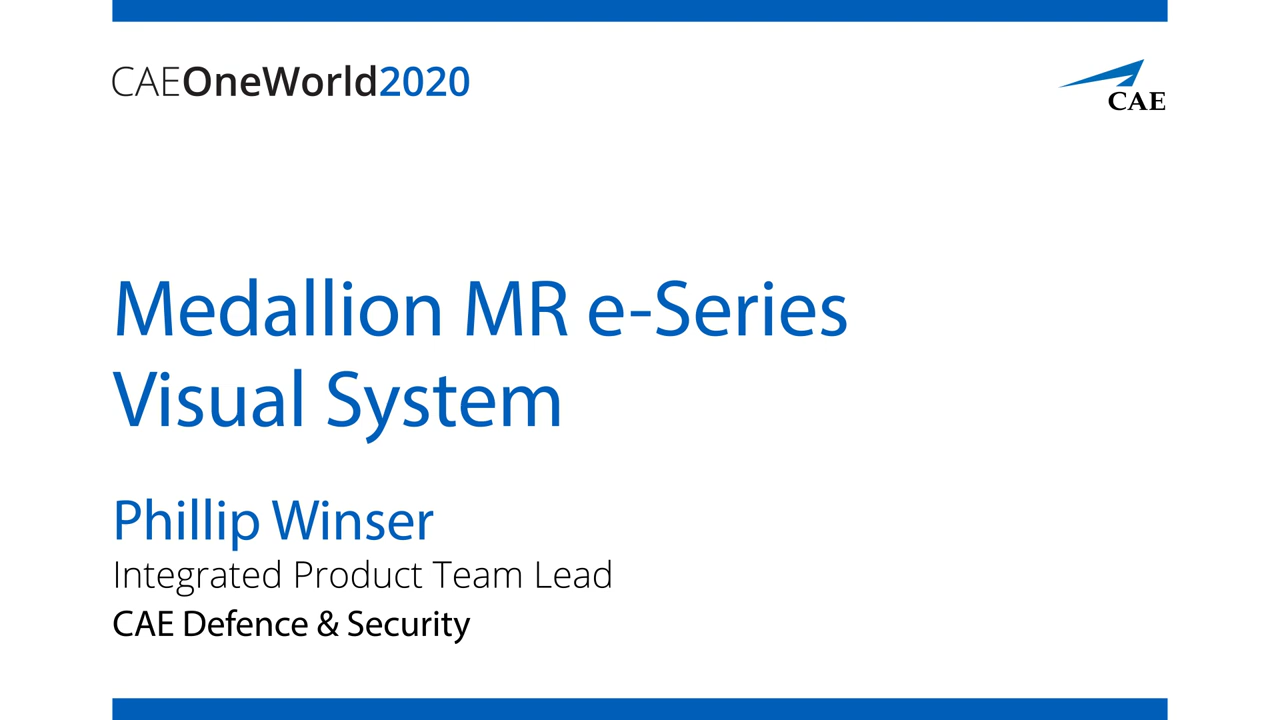 CAEOneWorld2020
CAE
Medallion MR e-Series
Visual System
Phillip Winser
Integrated Product Team Lead
CAE Defence & Security